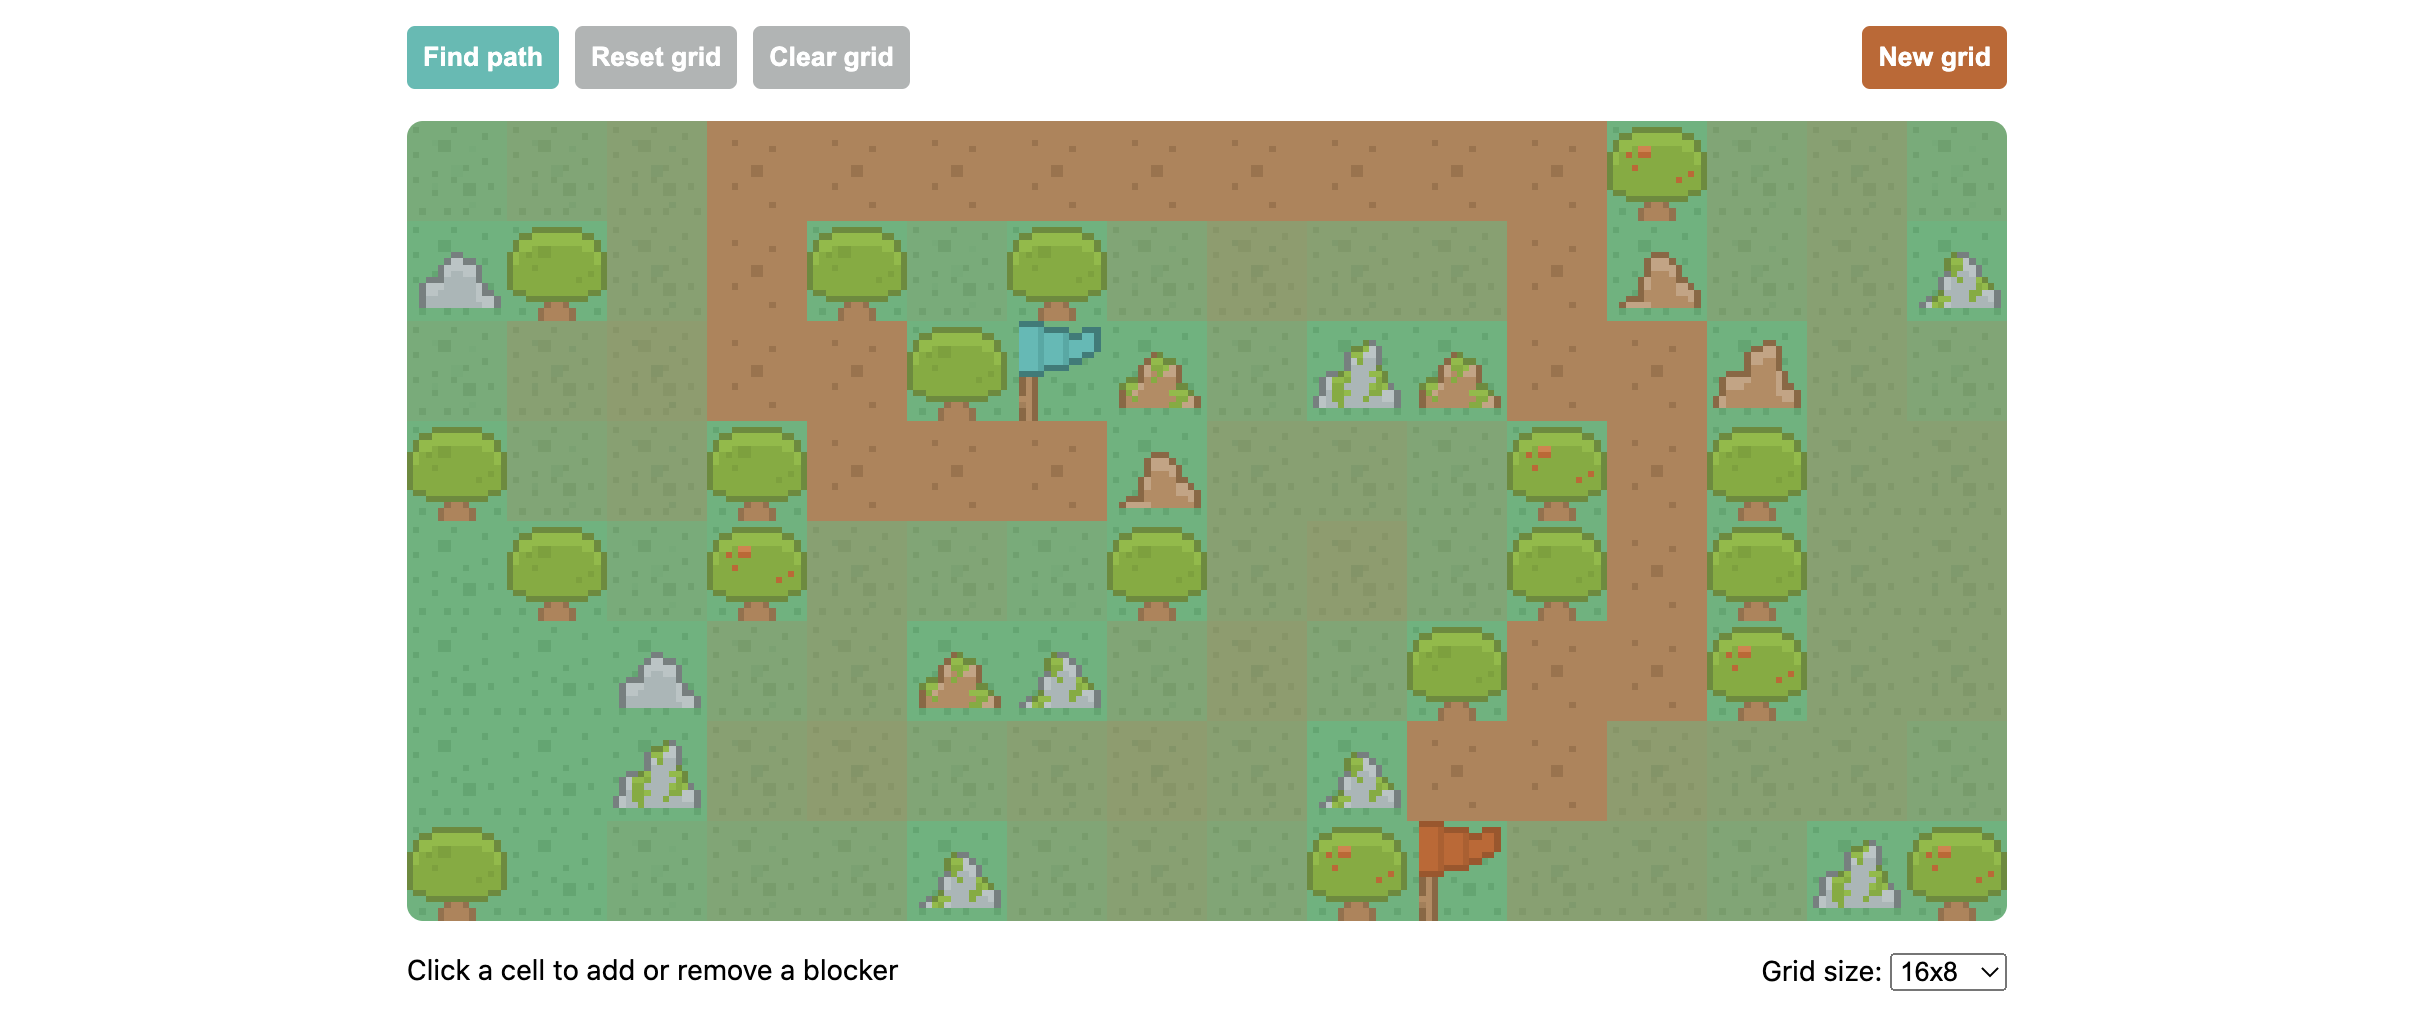 Find path
Reset grid
Clear grid
New grid
Click a cell to add or remove a blocker
Grid size: 16x8